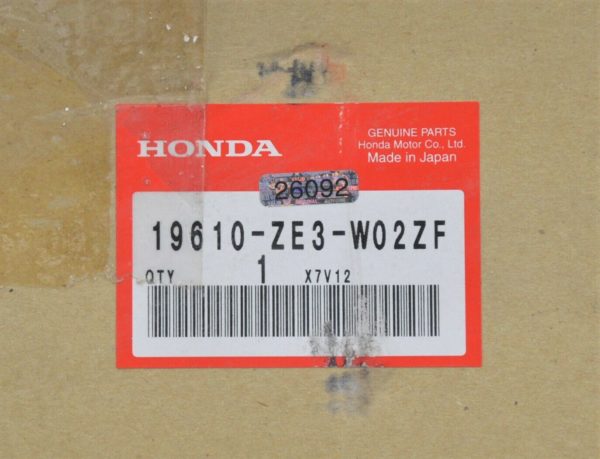 HONDA
GENUINE PARTS
Honda Motor Co., Ltd.
Made in Japan
26092
19610-ZE3-W02ZF
QTY 1 X7V12